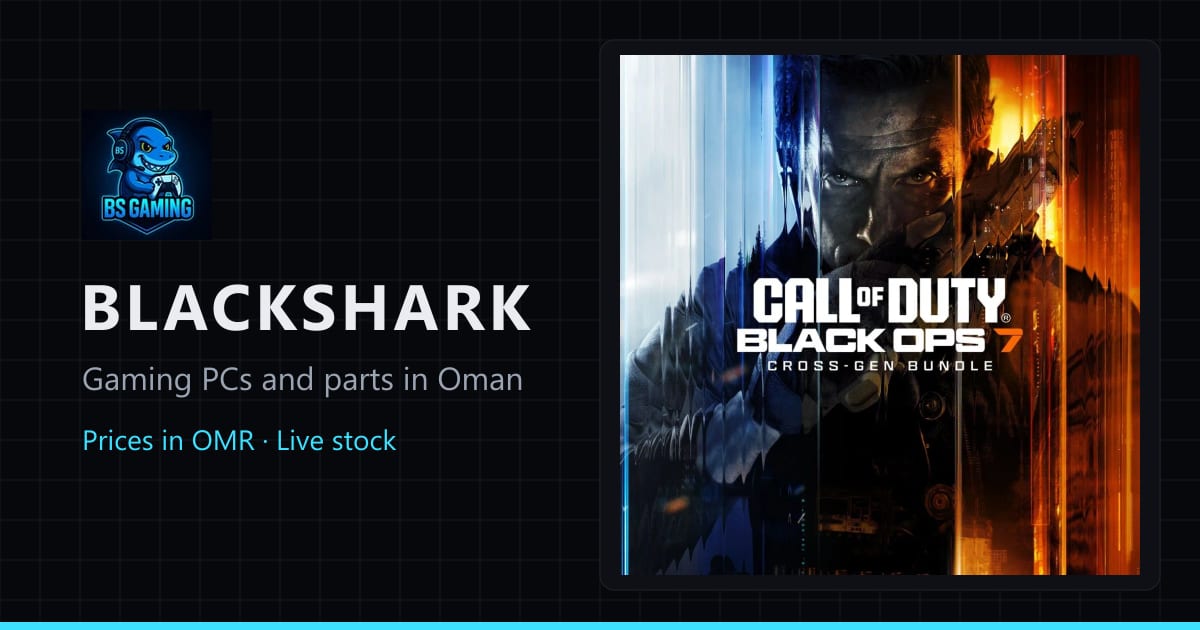 BS
BS GAMING
BLACKSHARK
Gaming PCs and parts in Oman
Prices in OMR · Live stock
CALL OF DUTY®
BLACK OPS 7
CROSS-GEN BUNDLE